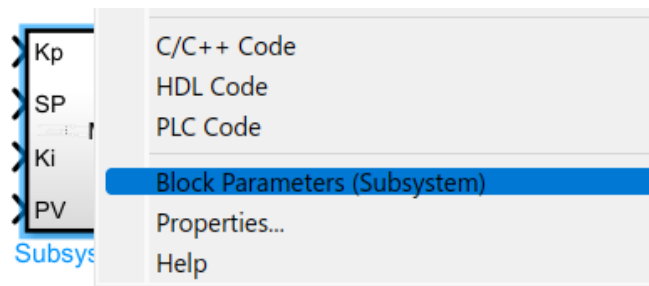 Kp
SP
Ki
PV
Subsys
C/C++ Code
HDL Code
PLC Code
Block Parameters (Subsystem)
Properties...
Help